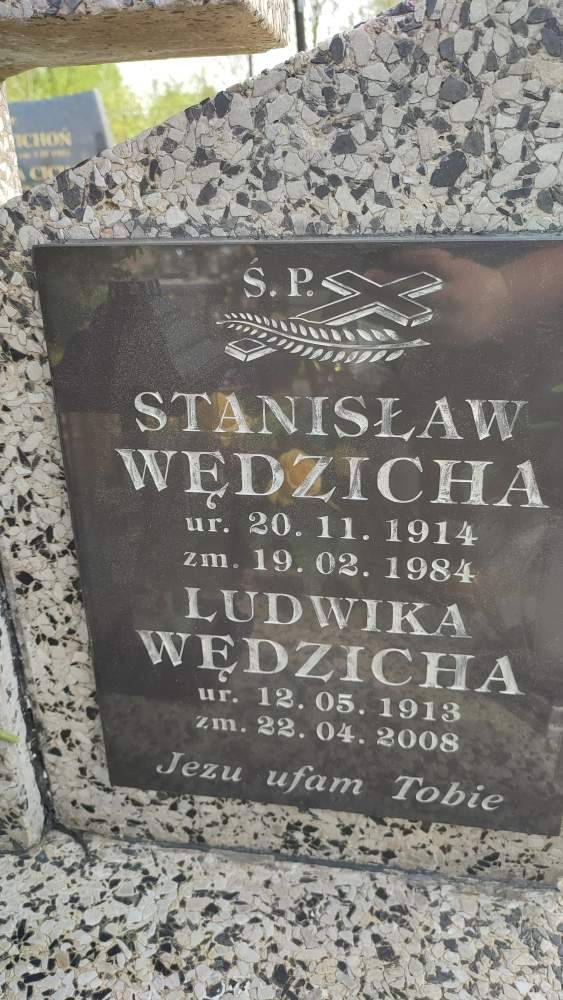 Ś. P.
STANISŁAW
WĘDZICHA
ur. 20. 11. 1914
zm. 19. 02. 1984
LUDWIKA
WĘDZICHA
ur. 12. 05. 1913
zm. 22. 04. 2008
Jezu ufam Tobie